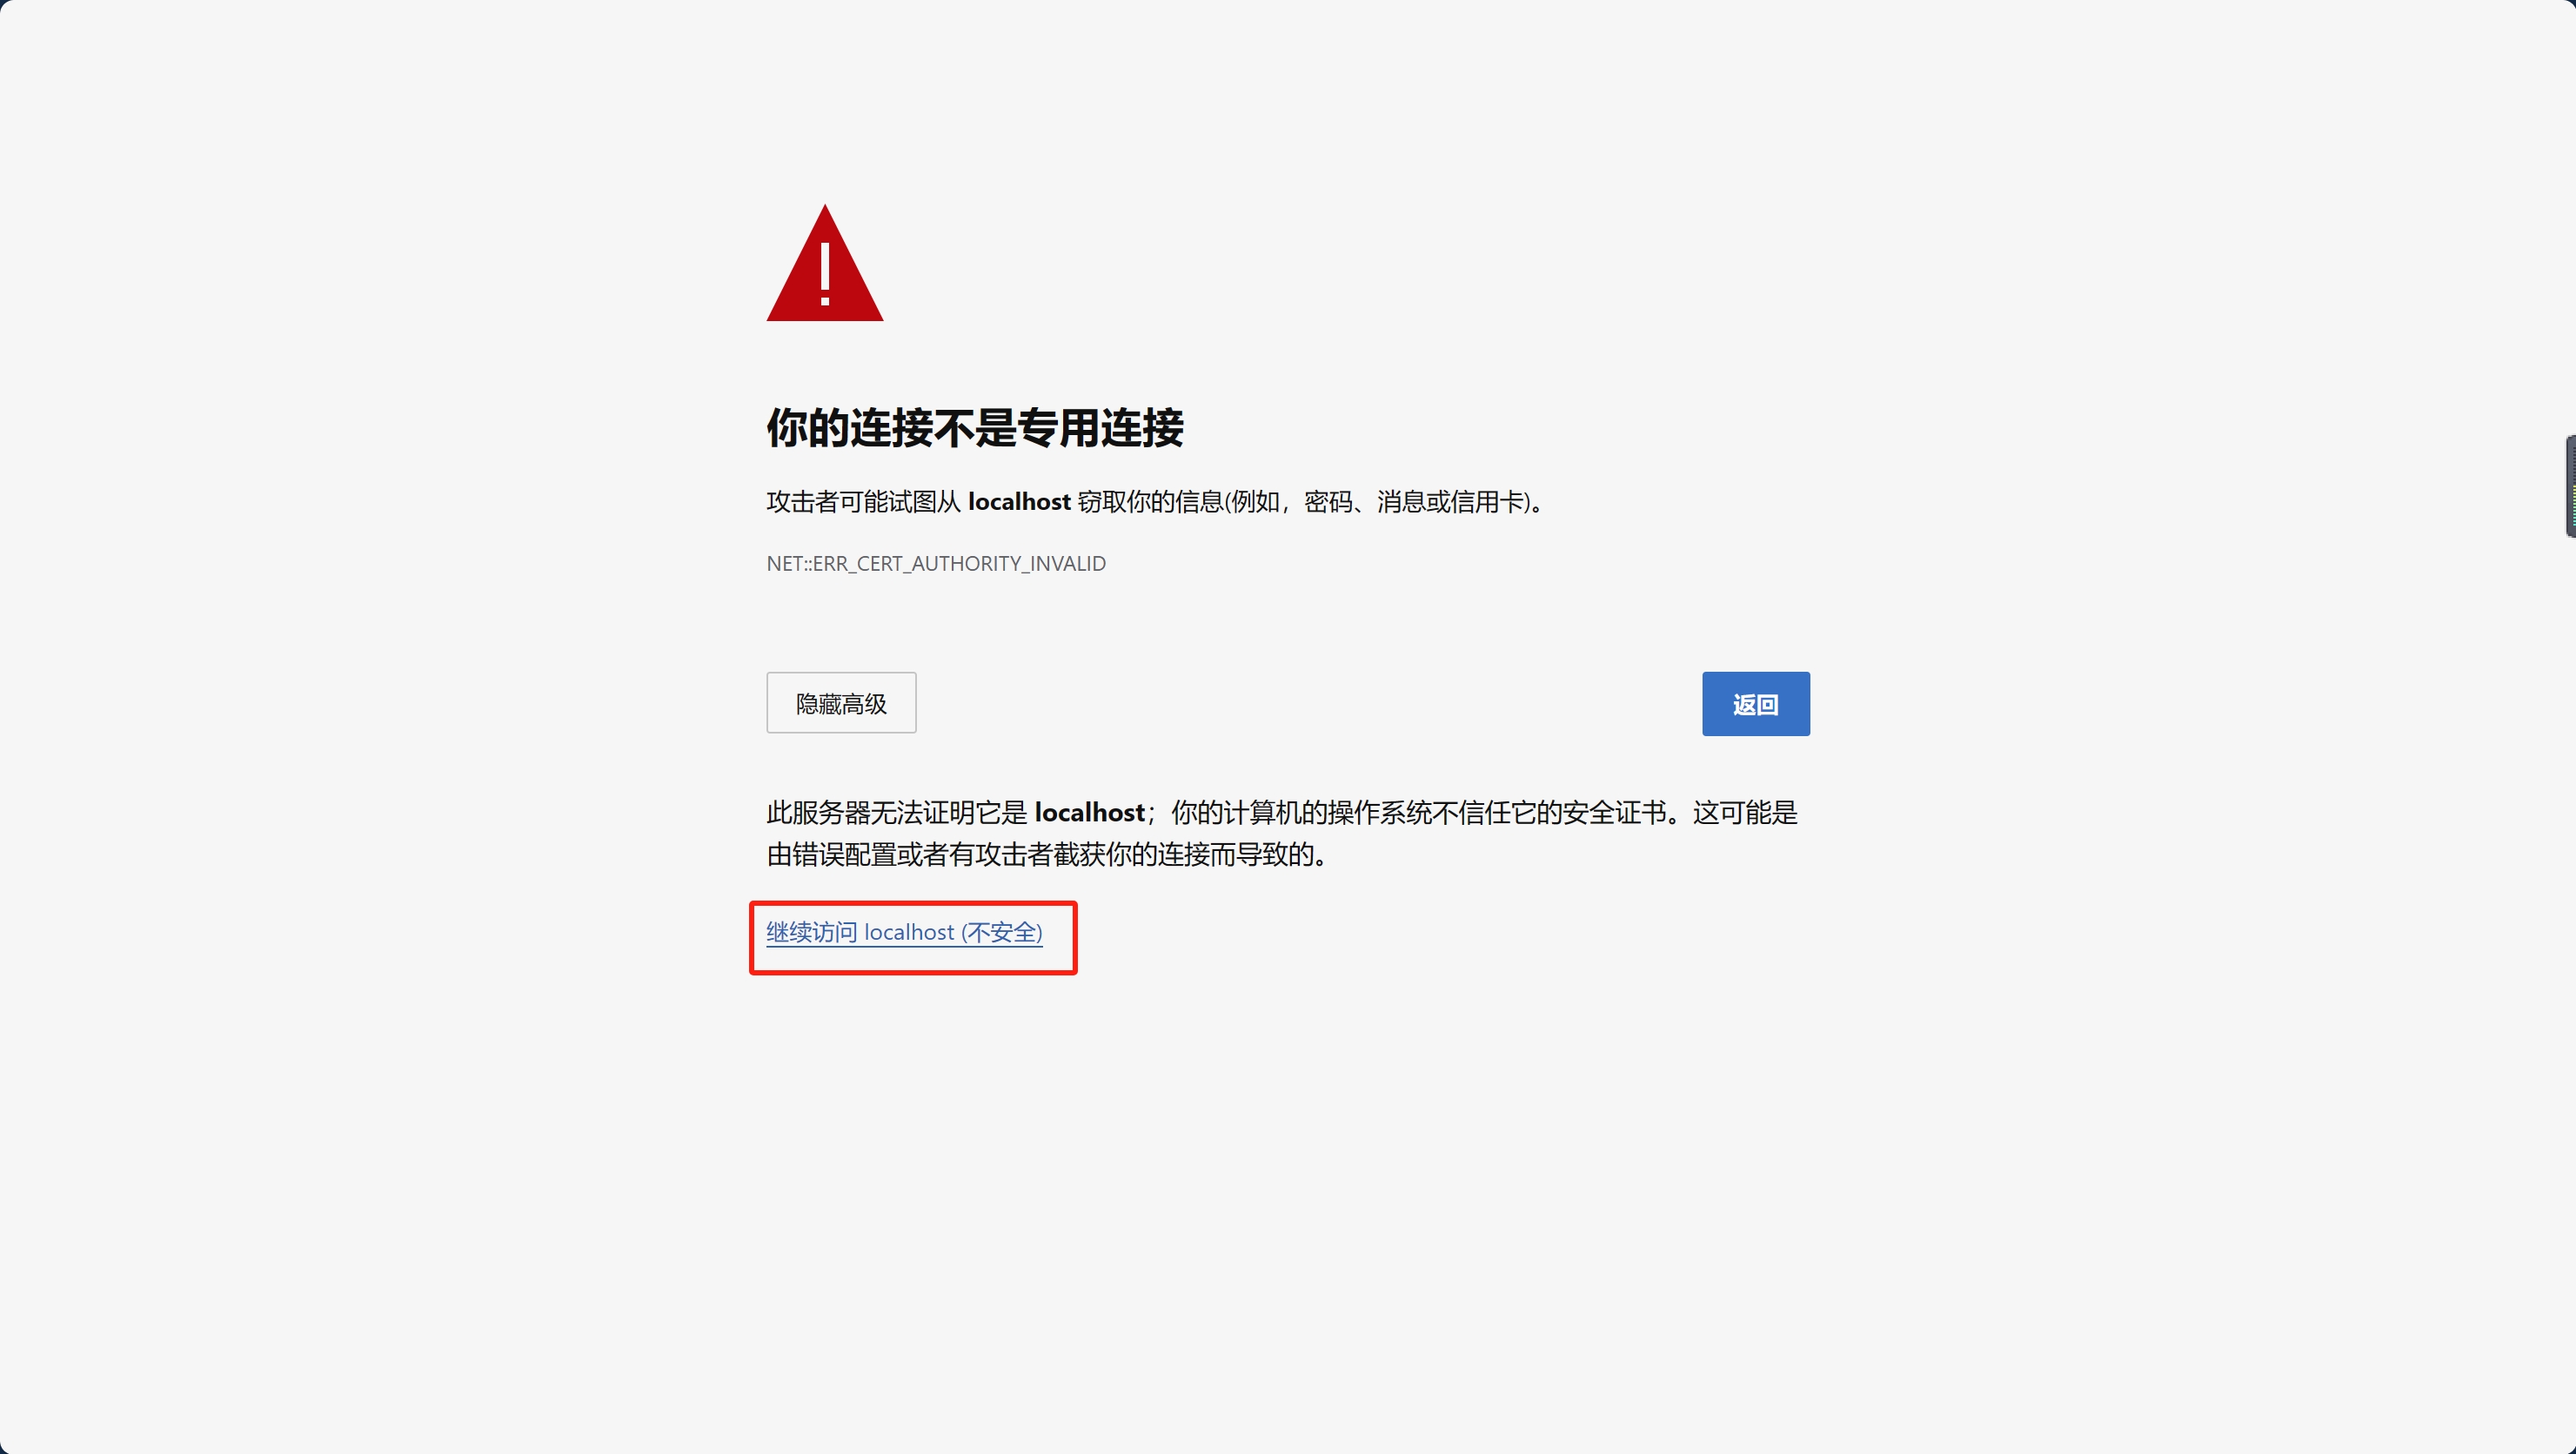 你的连接不是专用连接
攻击者可能试图从 localhost 窃取你的信息(例如，密码、消息或信用卡)。
NET::ERR_CERT_AUTHORITY_INVALID
隐藏高级
返回
此服务器无法证明它是 localhost；你的计算机的操作系统不信任它的安全证书。这可能是
由错误配置或者有攻击者截获你的连接而导致的。
继续访问 localhost (不安全)